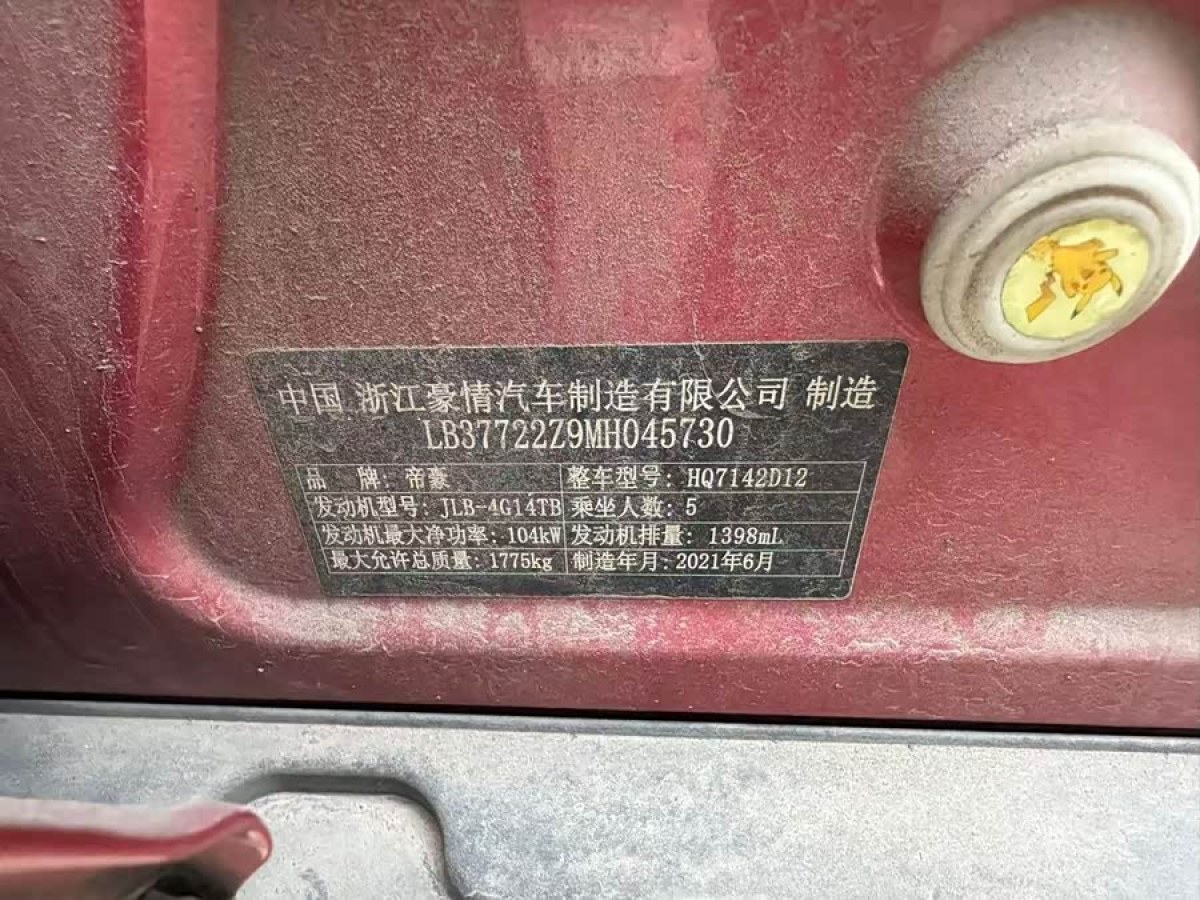 中国 浙江豪情汽车制造有限公司 制造
LB37722Z9MH045730
品 牌: 帝豪 整车型号: HQ7142D12
发动机型号: JLB-4G14TB 乘坐人数: 5
发动机最大净功率: 104kW 发动机排量: 1398mL
最大允许总质量: 1775kg 制造年月: 2021年6月